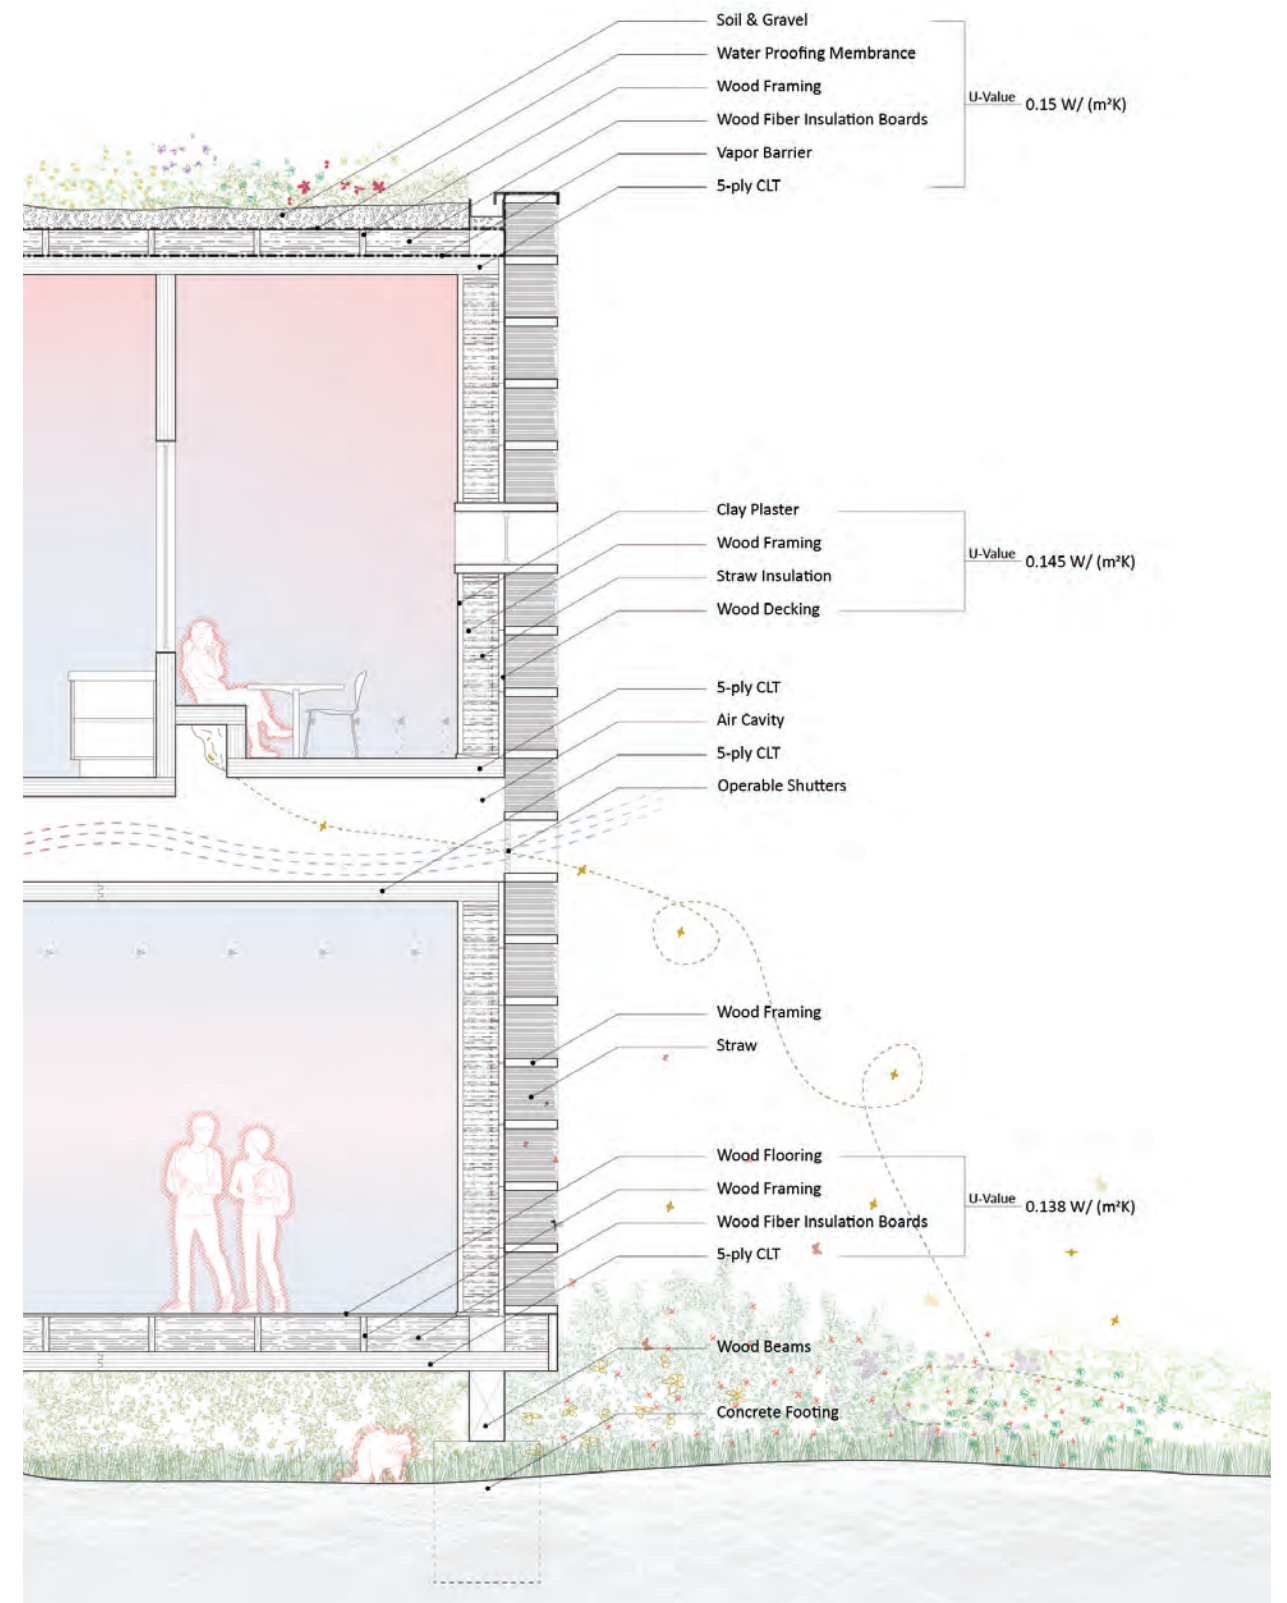 Soil & Gravel
Water Proofing Membrance
Wood Framing
Wood Fiber Insulation Boards
Vapor Barrier
5-ply CLT
U-Value 0.15 W/ (m²K)
Clay Plaster
Wood Framing
Straw Insulation
Wood Decking
U-Value 0.145 W/ (m²K)
5-ply CLT
Air Cavity
5-ply CLT
Operable Shutters
Wood Framing
Straw
Wood Flooring
Wood Framing
Wood Fiber Insulation Boards
5-ply CLT
U-Value 0.138 W/ (m²K)
Wood Beams
Concrete Footing